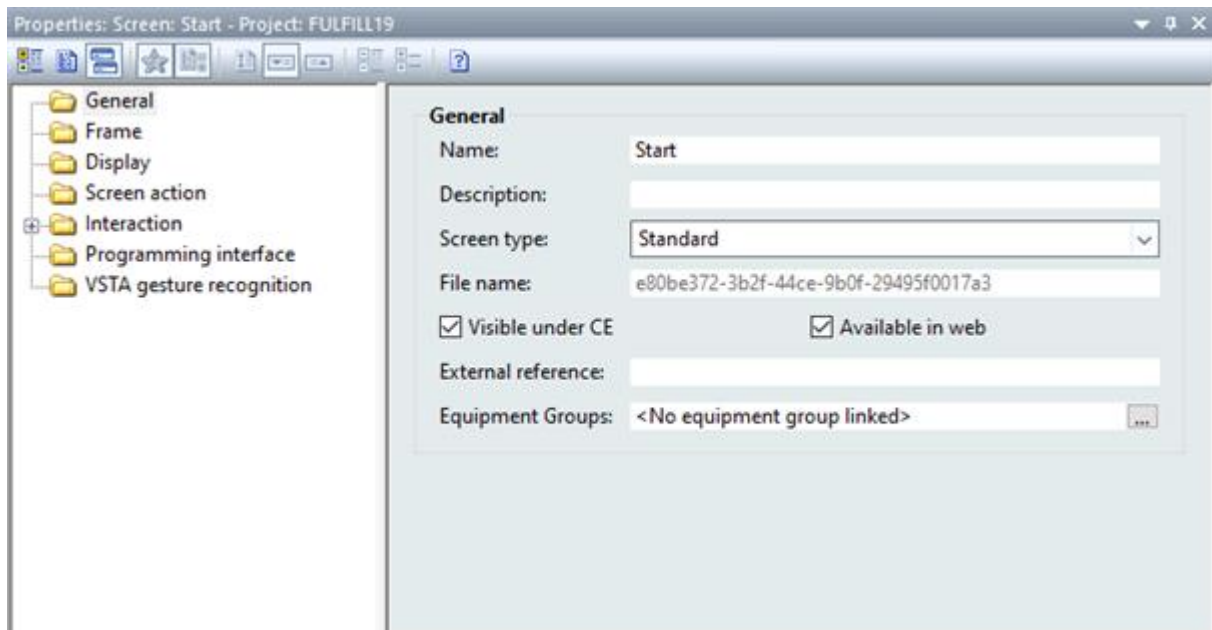 Properties: Screen: Start - Project: FULFILL19
General
Frame
Display
Screen action
Interaction
Programming interface
VSTA gesture recognition
General
Name: Start
Description:
Screen type: Standard
File name: e80be372-3b2f-44ce-9b0f-29495f0017a3
Visible under CE Available in web
External reference:
Equipment Groups: <No equipment group linked> ...